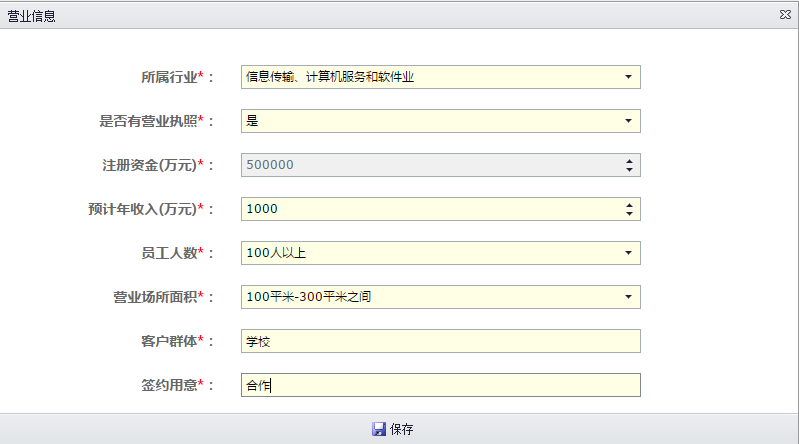 营业信息
所属行业*： 信息传输、计算机服务和软件业
是否有营业执照*： 是
注册资金(万元)*： 500000
预计年收入(万元)*： 1000
员工人数*： 100人以上
营业场所面积*： 100平米-300平米之间
客户群体*： 学校
签约用意*： 合作
保存